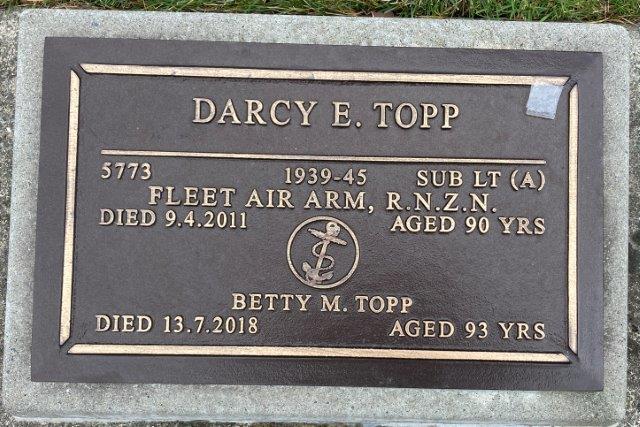 DARCY E. TOPP
5773 1939-45 SUB LT (A)
FLEET AIR ARM, R.N.Z.N.
DIED 9.4.2011 AGED 90 YRS
BETTY M. TOPP
DIED 13.7.2018 AGED 93 YRS